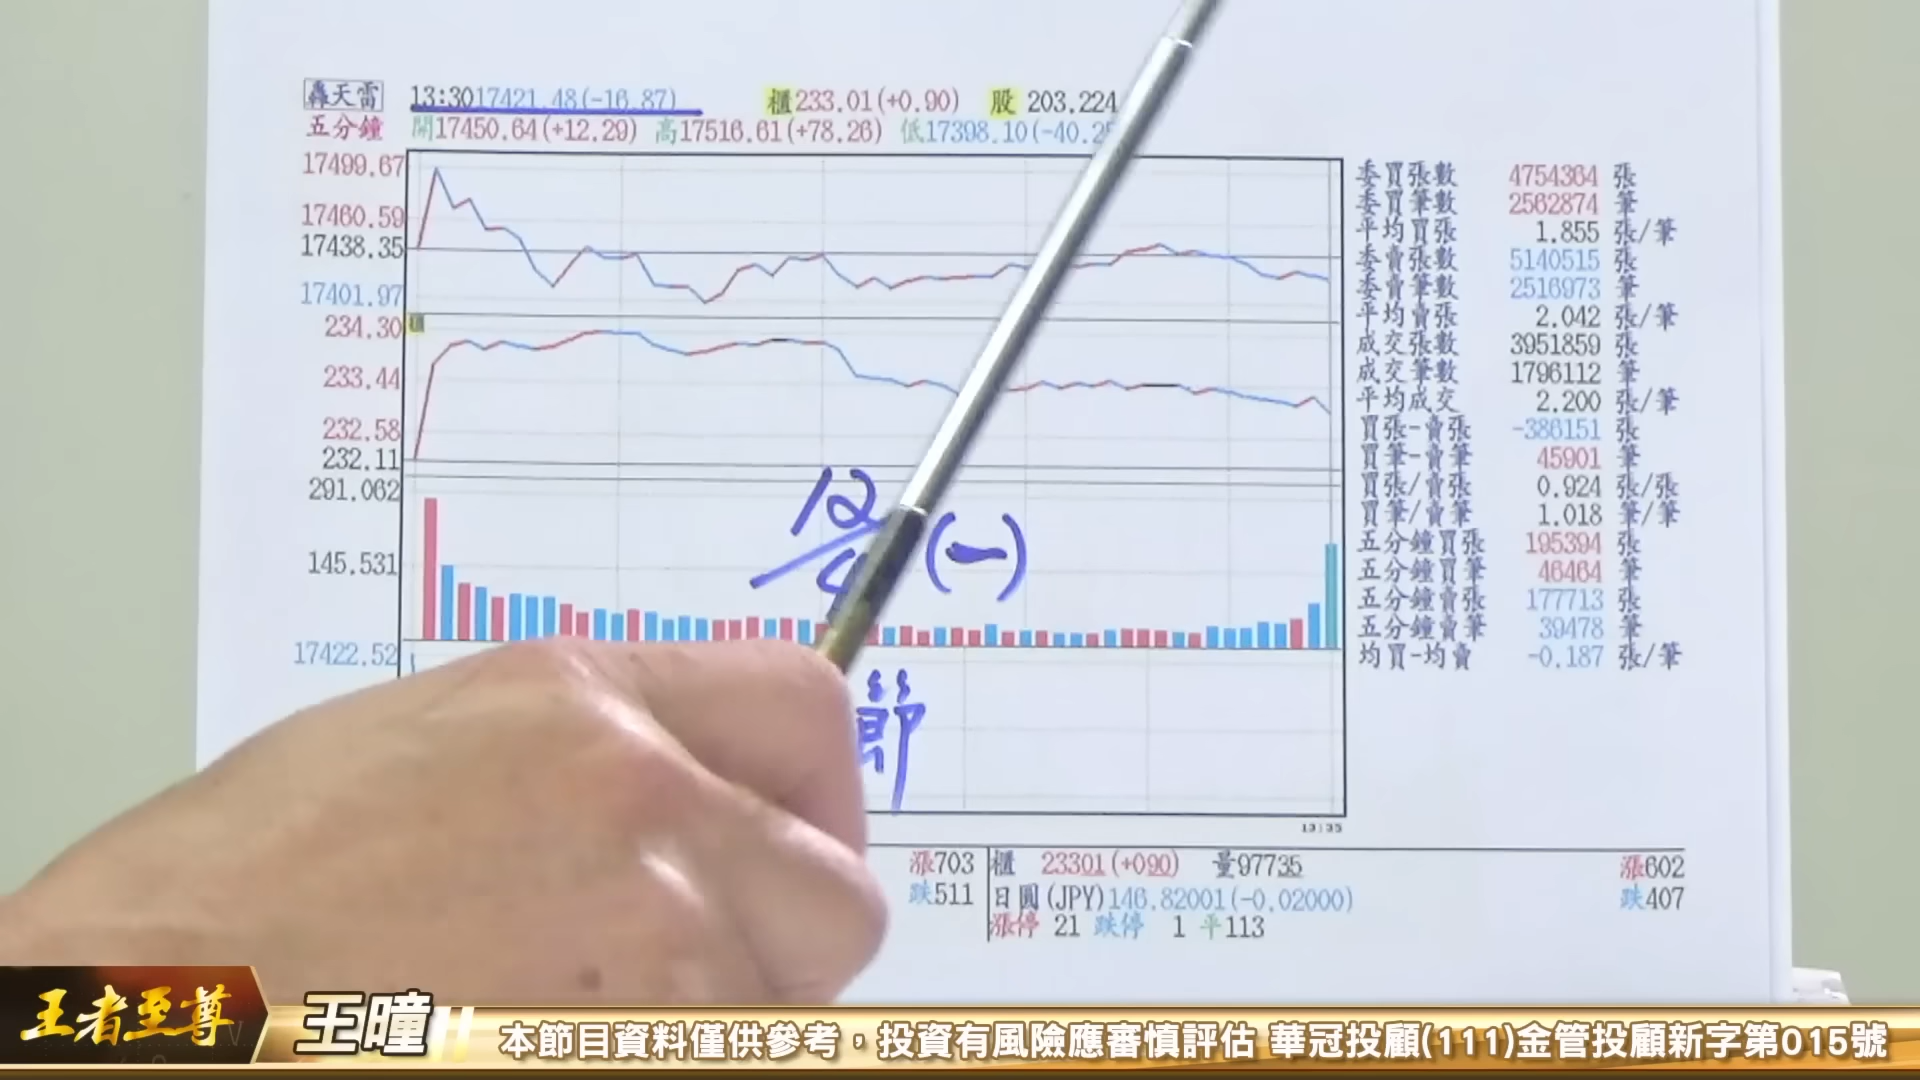 轟天雷 13:30 17421.48(-16.87) 櫃233.01(+0.90) 股 203.224
五分鐘 開17450.64(+12.29) 高17516.61(+78.26) 低17398.10(-40.25
17499.67
17460.59
17438.35
17401.97
234.30 櫃
233.44
232.58
232.11
291.062
145.531
17422.52
12/4 (一)
節
13:35
委買張數 4754364 張
委買筆數 2562874 筆
平均買張 1.855 張/筆
委賣張數 5140515 張
委賣筆數 2516973 筆
平均賣張 2.042 張/筆
成交張數 3951859 張
成交筆數 1796112 筆
平均成交 2.200 張/筆
買張-賣張 -386151 張
買筆-賣筆 45901 筆
買張/賣張 0.924 張/張
買筆/賣筆 1.018 筆/筆
五分鐘買張 195394 張
五分鐘買筆 46464 筆
五分鐘賣張 177713 張
五分鐘賣筆 39478 筆
均買-均賣 -0.187 張/筆
漲703 櫃 23301(+090) 量97735 漲602
跌511 日圓(JPY)146.82001(-0.02000) 跌407
漲停 21 跌停 1 平113
王者至尊 王曈 本節目資料僅供參考，投資有風險應審慎評估 華冠投顧(111)金管投顧新字第015號